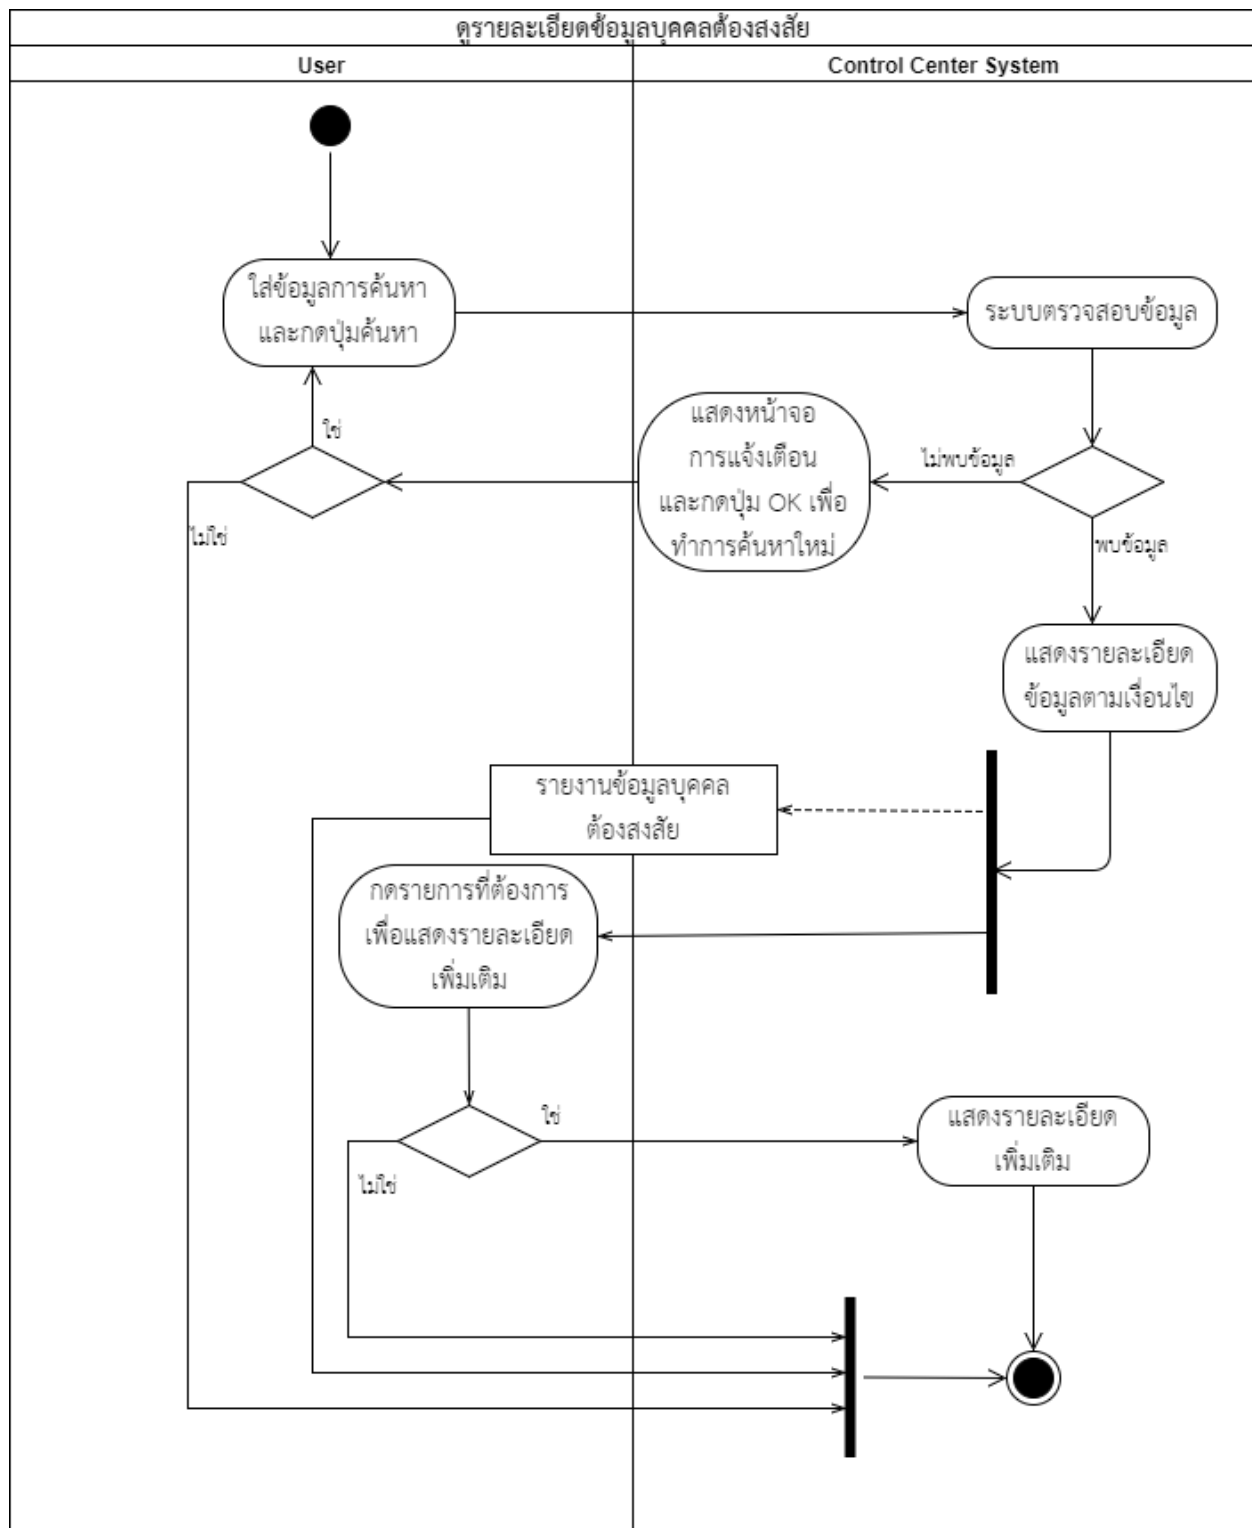 ดูรายละเอียดข้อมูลบุคคลต้องสงสัย
User
Control Center System
ใส่ข้อมูลการค้นหา
และกดปุ่มค้นหา
ระบบตรวจสอบข้อมูล
ใช่
แสดงหน้าจอ
การแจ้งเตือน
และกดปุ่ม OK เพื่อ
ทำการค้นหาใหม่
ไม่พบข้อมูล
ไม่ใช่
พบข้อมูล
แสดงรายละเอียด
ข้อมูลตามเงื่อนไข
รายงานข้อมูลบุคคล
ต้องสงสัย
กดรายการที่ต้องการ
เพื่อแสดงรายละเอียด
เพิ่มเติม
ใช่
ไม่ใช่
แสดงรายละเอียด
เพิ่มเติม